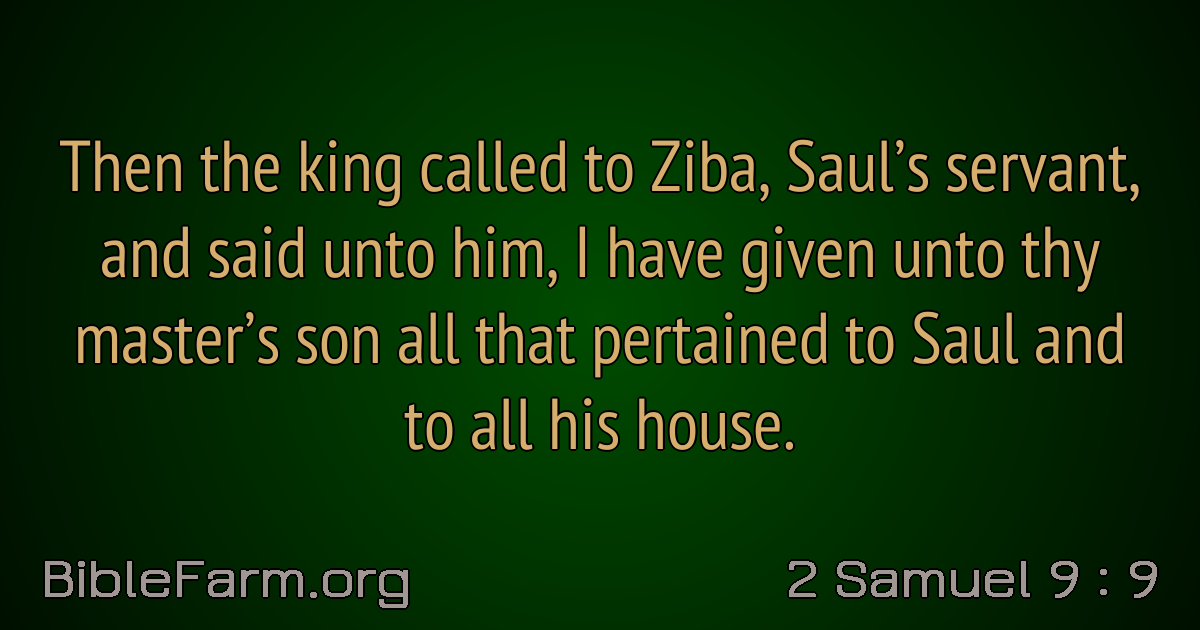 Then the king called to Ziba, Saul’s servant,
and said unto him, I have given unto thy
master’s son all that pertained to Saul and
to all his house.
BibleFarm.org
2 Samuel 9 : 9